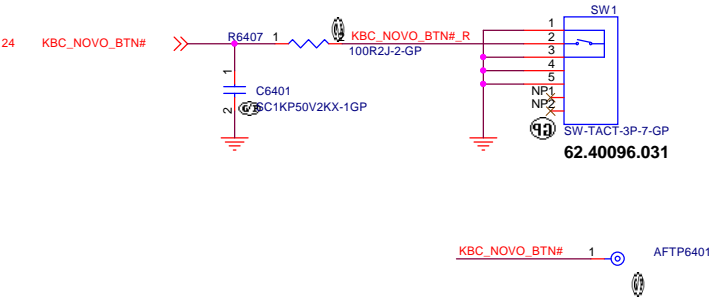 SW1
24 KBC_NOVO_BTN# R6407 1 2 KBC_NOVO_BTN#_R
100R2J-2-GP
1
2
3
4
5
NP1
NP2
1
C6401
2 SC1KP50V2KX-1GP
SW-TACT-3P-7-GP
62.40096.031
KBC_NOVO_BTN# 1 AFTP6401